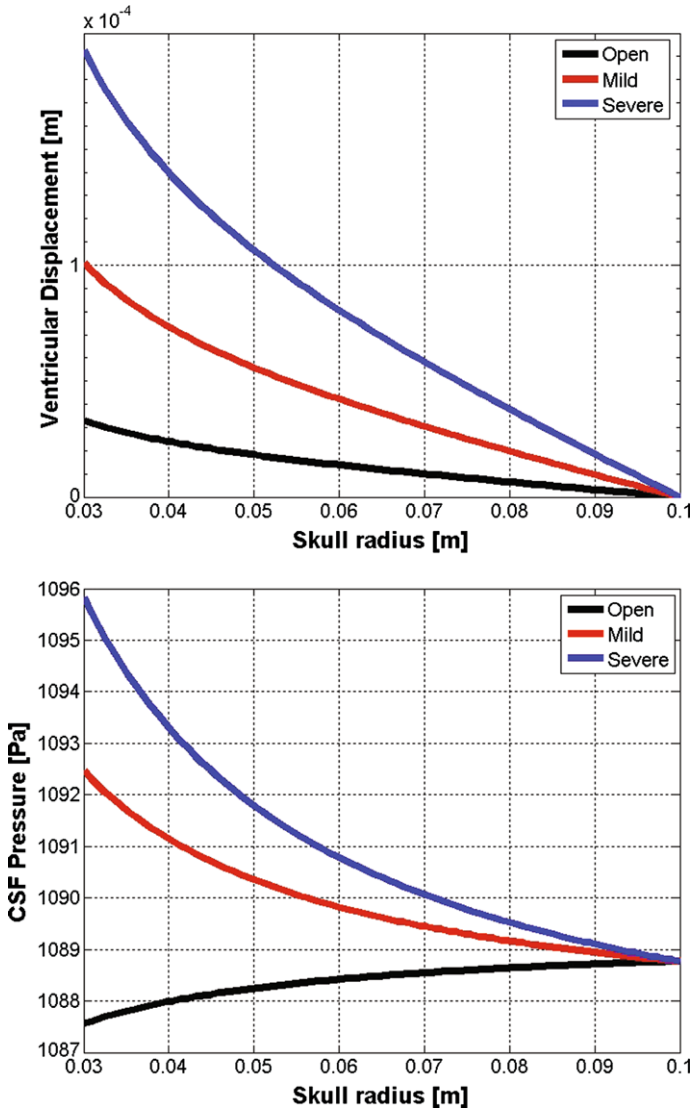 x 10⁻⁴
Open
Mild
Severe
Ventricular Displacement [m]
1
0
0.03 0.04 0.05 0.06 0.07 0.08 0.09 0.1
Skull radius [m]
1096
1095
1094
1093
1092
1091
1090
1089
1088
1087
Open
Mild
Severe
CSF Pressure [Pa]
0.03 0.04 0.05 0.06 0.07 0.08 0.09 0.1
Skull radius [m]